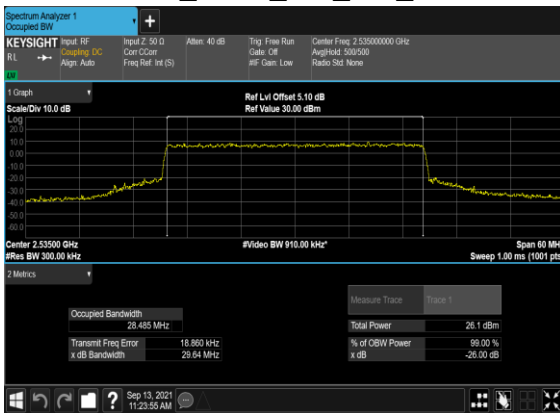 Spectrum Analyzer 1
Occupied BW
+
KEYSIGHT Input: RF Input Z: 50 Ω Atten: 40 dB Trig: Free Run Center Freq: 2.535000000 GHz
RL Coupling: DC Corr CCorr Gate: Off Avg|Hold: 500/500
Align: Auto Freq Ref: Int (S) #IF Gain: Low Radio Std: None
LV
1 Graph
Ref Lvl Offset 5.10 dB
Scale/Div 10.0 dB Ref Value 30.00 dBm
Log
20.0
10.0
0.00
-10.0
-20.0
-30.0
-40.0
-50.0
-60.0
Center 2.53500 GHz #Video BW 910.00 kHz* Span 60 MH
#Res BW 300.00 kHz Sweep 1.00 ms (1001 pts
2 Metrics
Measure Trace Trace 1
Occupied Bandwidth
28.485 MHz Total Power 26.1 dBm
Transmit Freq Error 18.860 kHz % of OBW Power 99.00 %
x dB Bandwidth 29.64 MHz x dB -26.00 dB
? Sep 13, 2021
11:23:55 AM